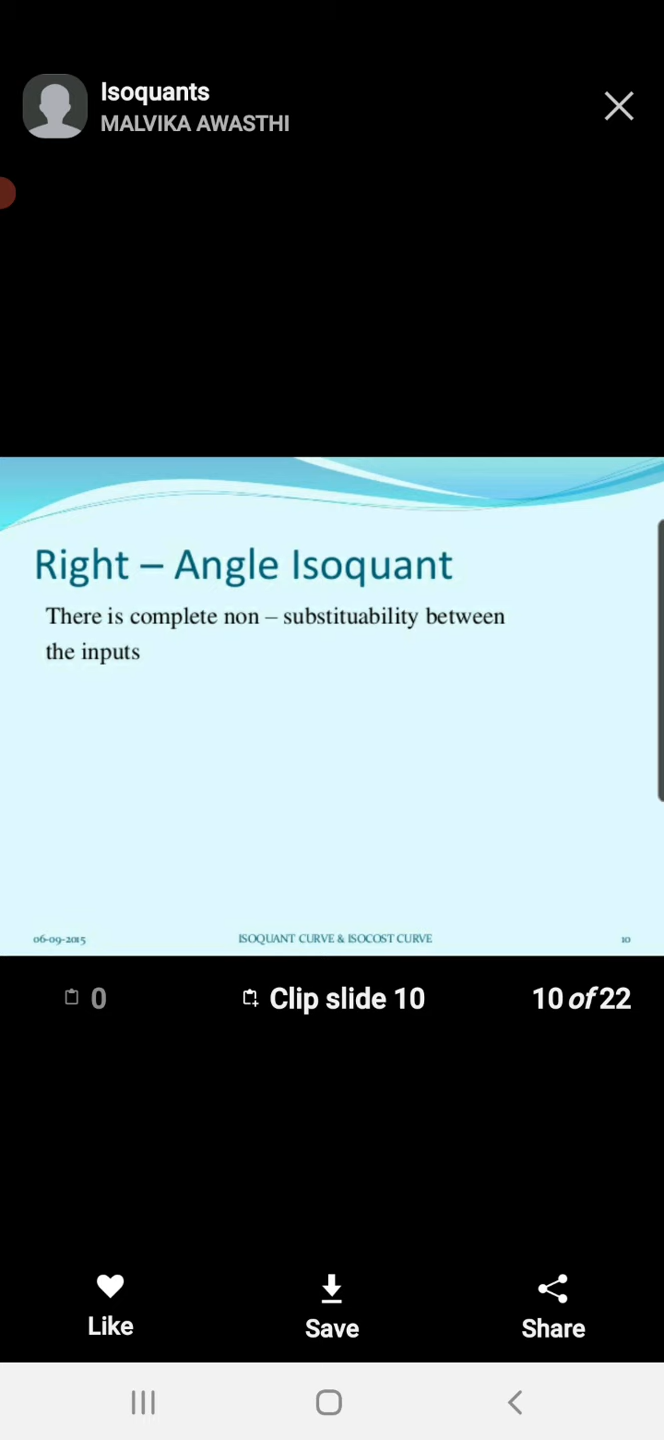 Isoquants
MALVIKA AWASTHI
Right – Angle Isoquant
There is complete non – substituability between
the inputs
06-09-2015 ISOQUANT CURVE & ISOCOST CURVE 10
0 Clip slide 10 10 of 22
Like Save Share